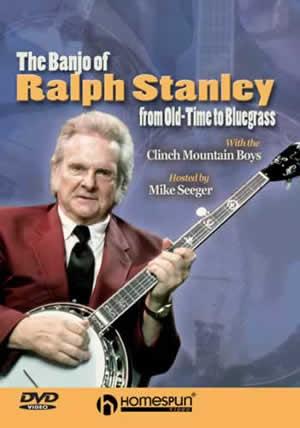 The Banjo of
Ralph Stanley
from Old-Time to Bluegrass
With the
Clinch Mountain Boys
Hosted by
Mike Seeger
DVD
VIDEO
HOMESPUN
Video